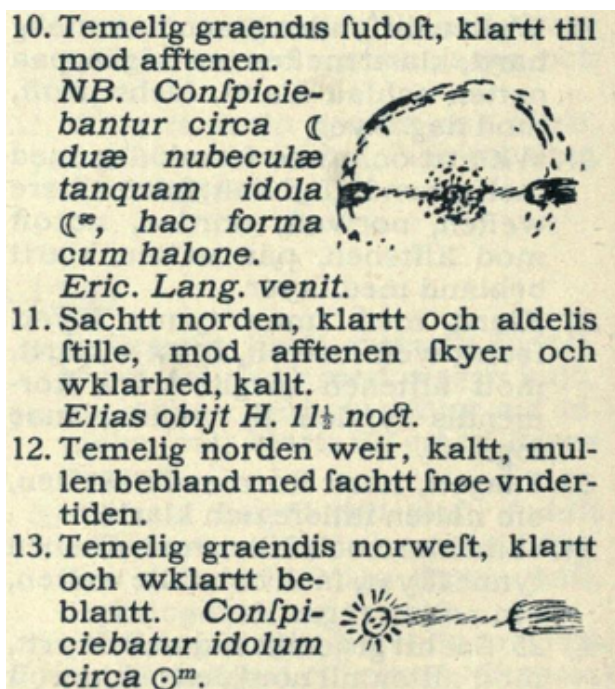 10. Temelig graendis ſudoſt, klartt till
mod afftenen.
NB. Conſpicie-
bantur circa ☾
duæ nubeculæ
tanquam idola
☾ᵃᵉ. hac forma
cum halone.
Eric. Lang. venit.
11. Sachtt norden, klartt och aldelis
ſtille, mod afftenen ſkyer och
wklarhed, kallt.
Elias obijt H. 11½ noct.
12. Temelig norden weir, kaltt, mul-
len bebland med ſachtt ſnøe vnder-
tiden.
13. Temelig graendis norweſt, klartt
och wklartt be-
blantt. Conſpi-
ciebatur idolum
circa ☉ᵐ.